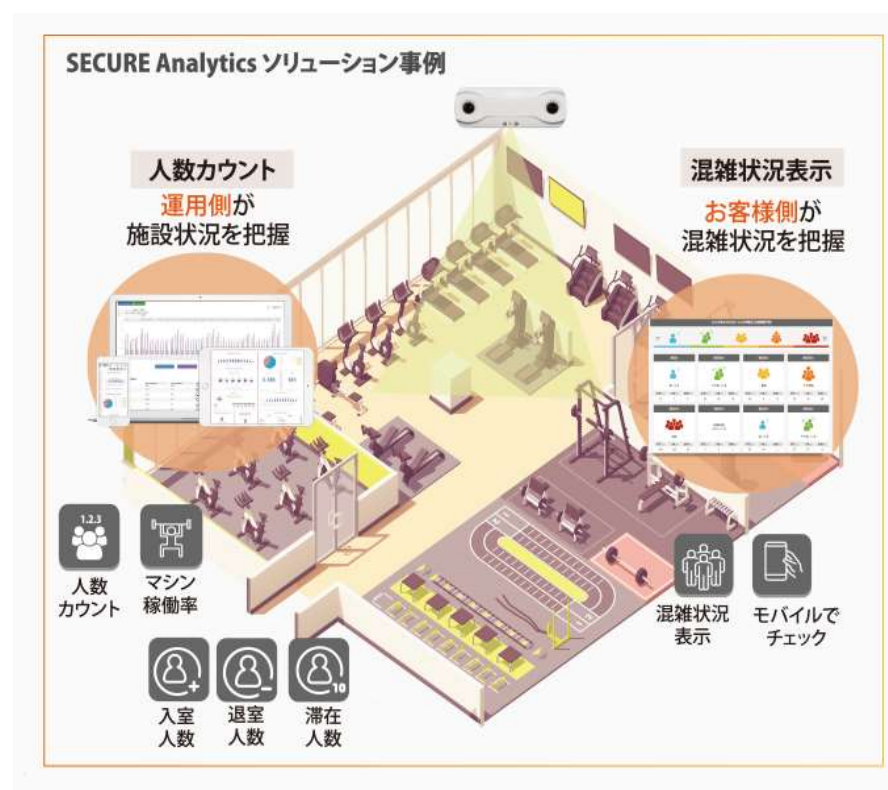 SECURE Analytics ソリューション事例
人数カウント
運用側が
施設状況を把握
混雑状況表示
お客様側が
混雑状況を把握
1.2.3
人数
カウント
マシン
稼働率
入室
人数
退室
人数
10
滞在
人数
混雑状況
表示
モバイルで
チェック